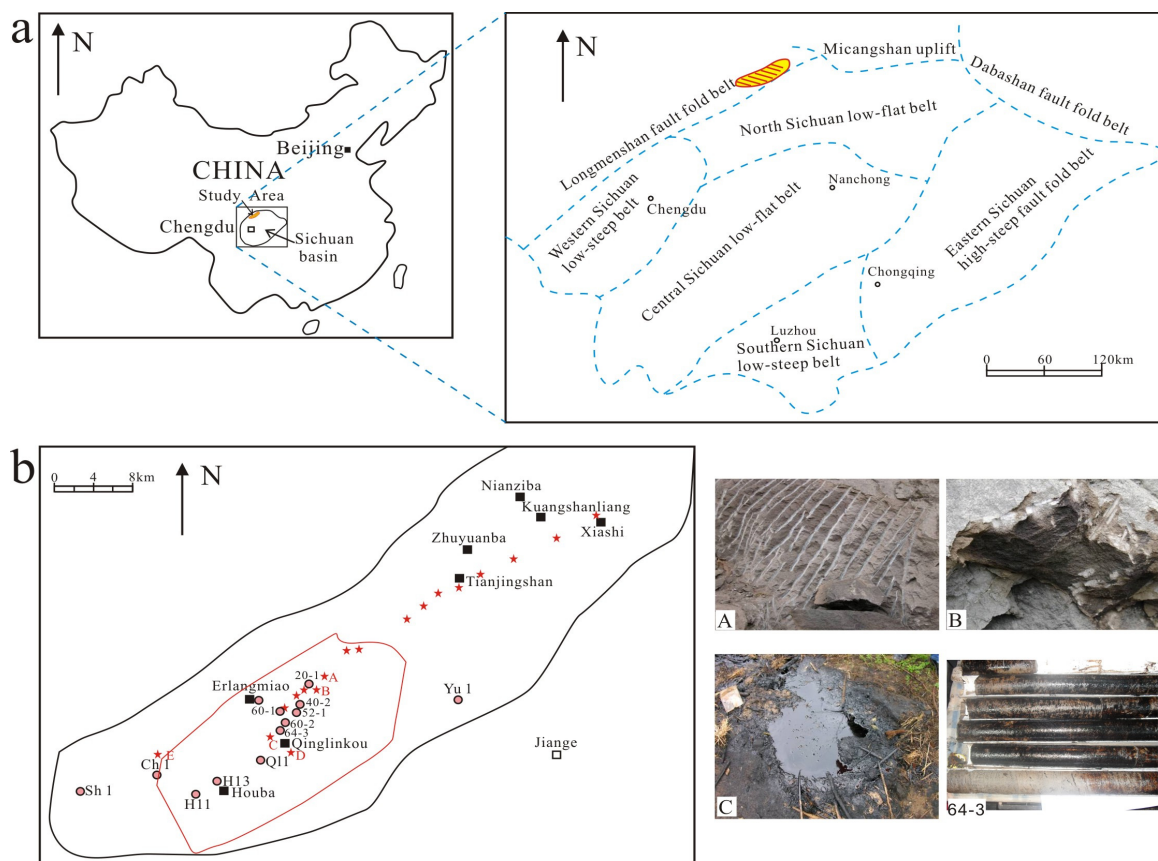 a
N
Beijing
CHINA
Study Area
Chengdu
Sichuan
basin
N
Micangshan uplift
Dabashan fault fold belt
Longmenshan fault fold belt
North Sichuan low-flat belt
Nanchong
Chengdu
Western Sichuan
low-steep belt
Central Sichuan low-flat belt
Eastern Sichuan
high-steep fault fold belt
Chongqing
Luzhou
Southern Sichuan
low-steep belt
0 60 120km
b
0 4 8km
N
Nianziba
Kuangshanliang
Xiashi
Zhuyuanba
Tianjingshan
20-1
A
Erlangmiao
B
40-2
60-1
52-1
60-2
64-3
C
Qinglinkou
D
Q11
E
Ch 1
H13
Sh 1
H11
Houba
Yu 1
Jiange
A
B
C
64-3